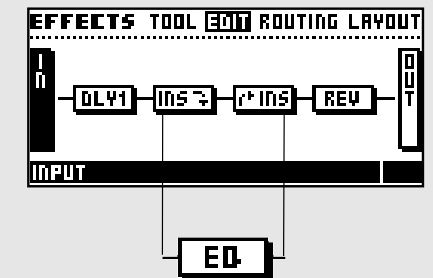 EFFECTS TOOL EDIT ROUTING LAYOUT
IN DLY1 INS INS REV OUT
INPUT
EQ